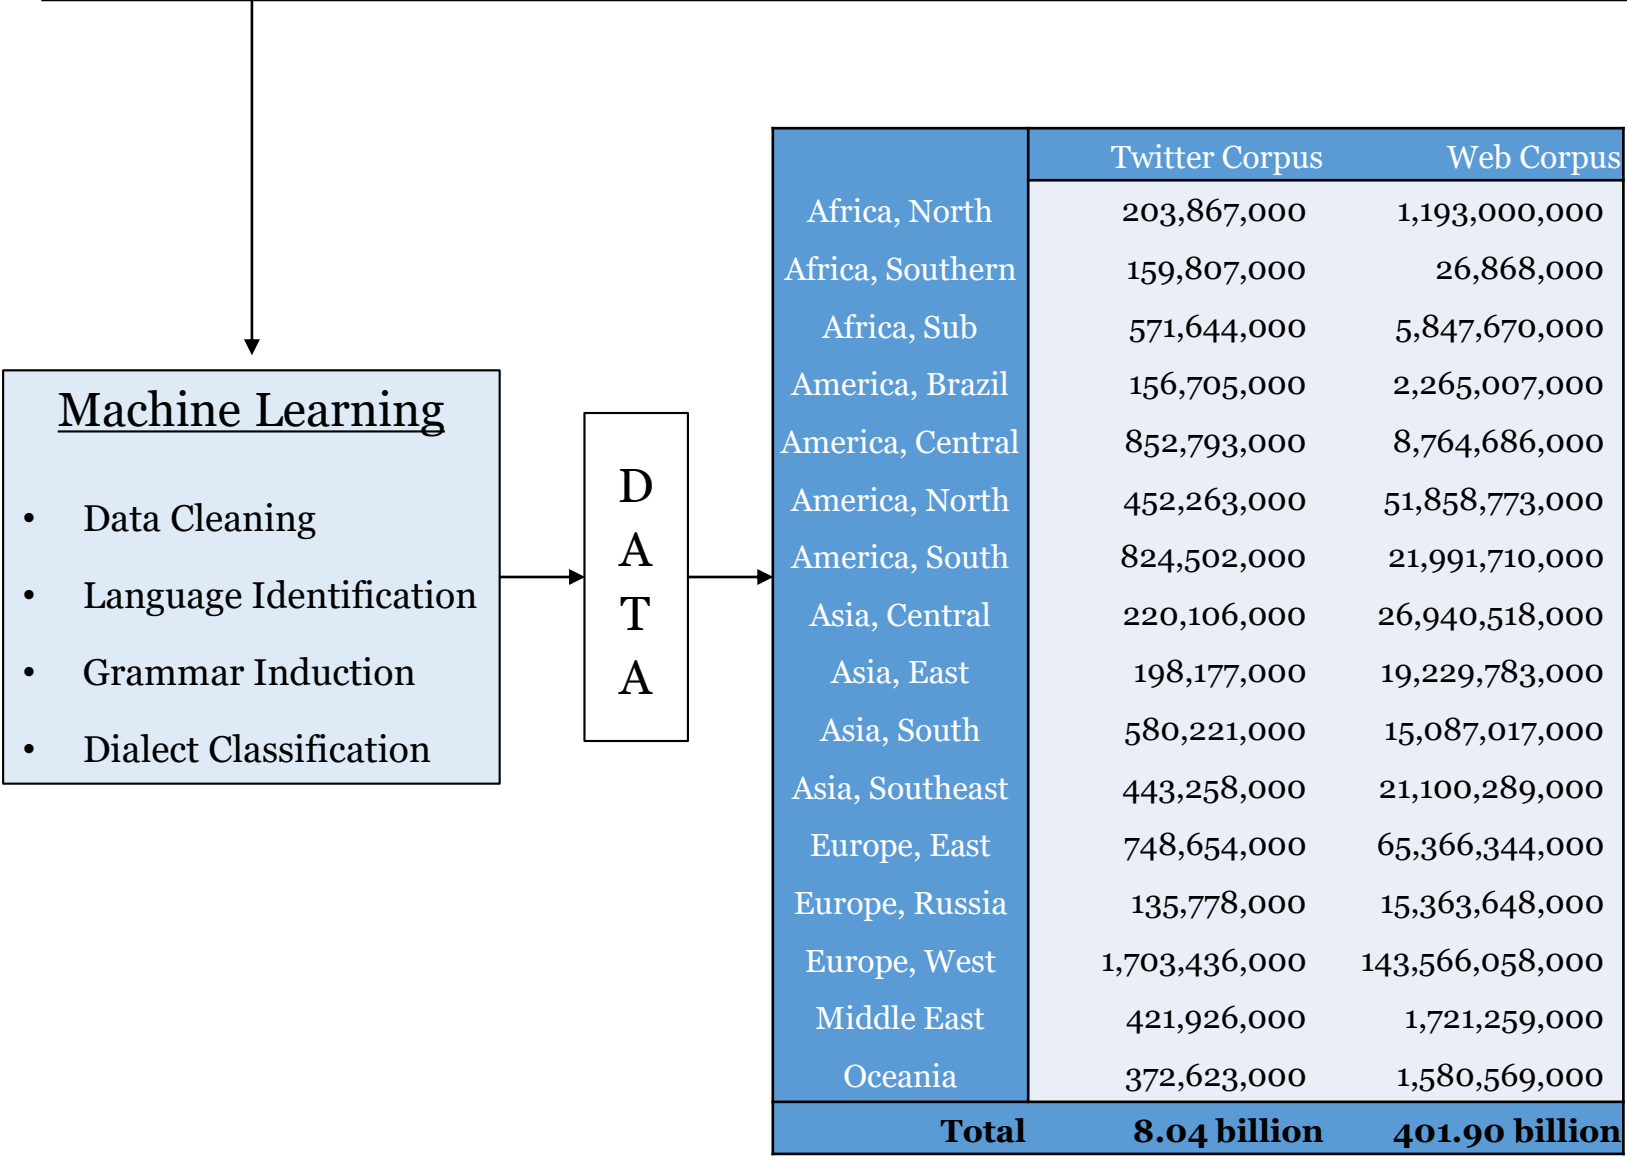 Machine Learning
• Data Cleaning
• Language Identification
• Grammar Induction
• Dialect Classification
D
A
T
A
Twitter Corpus Web Corpus
Africa, North 203,867,000 1,193,000,000
Africa, Southern 159,807,000 26,868,000
Africa, Sub 571,644,000 5,847,670,000
America, Brazil 156,705,000 2,265,007,000
America, Central 852,793,000 8,764,686,000
America, North 452,263,000 51,858,773,000
America, South 824,502,000 21,991,710,000
Asia, Central 220,106,000 26,940,518,000
Asia, East 198,177,000 19,229,783,000
Asia, South 580,221,000 15,087,017,000
Asia, Southeast 443,258,000 21,100,289,000
Europe, East 748,654,000 65,366,344,000
Europe, Russia 135,778,000 15,363,648,000
Europe, West 1,703,436,000 143,566,058,000
Middle East 421,926,000 1,721,259,000
Oceania 372,623,000 1,580,569,000
Total 8.04 billion 401.90 billion